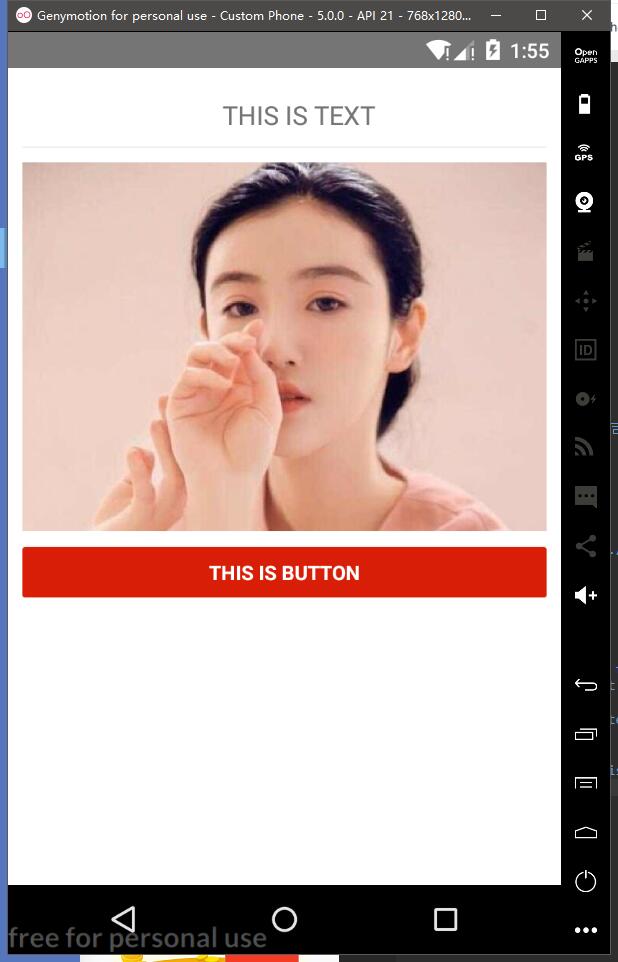 Genymotion for personal use - Custom Phone - 5.0.0 - API 21 - 768x1280...
1:55
Open
GAPPS
THIS IS TEXT
GPS
ID
THIS IS BUTTON
free for personal use